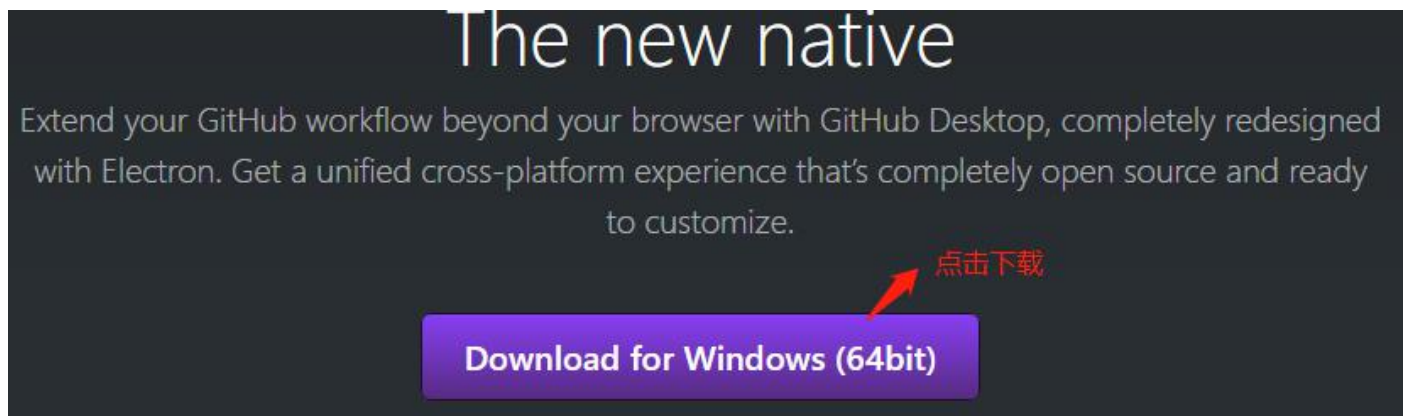 The new native
Extend your GitHub workflow beyond your browser with GitHub Desktop, completely redesigned
with Electron. Get a unified cross-platform experience that's completely open source and ready
to customize.
点击下载
Download for Windows (64bit)